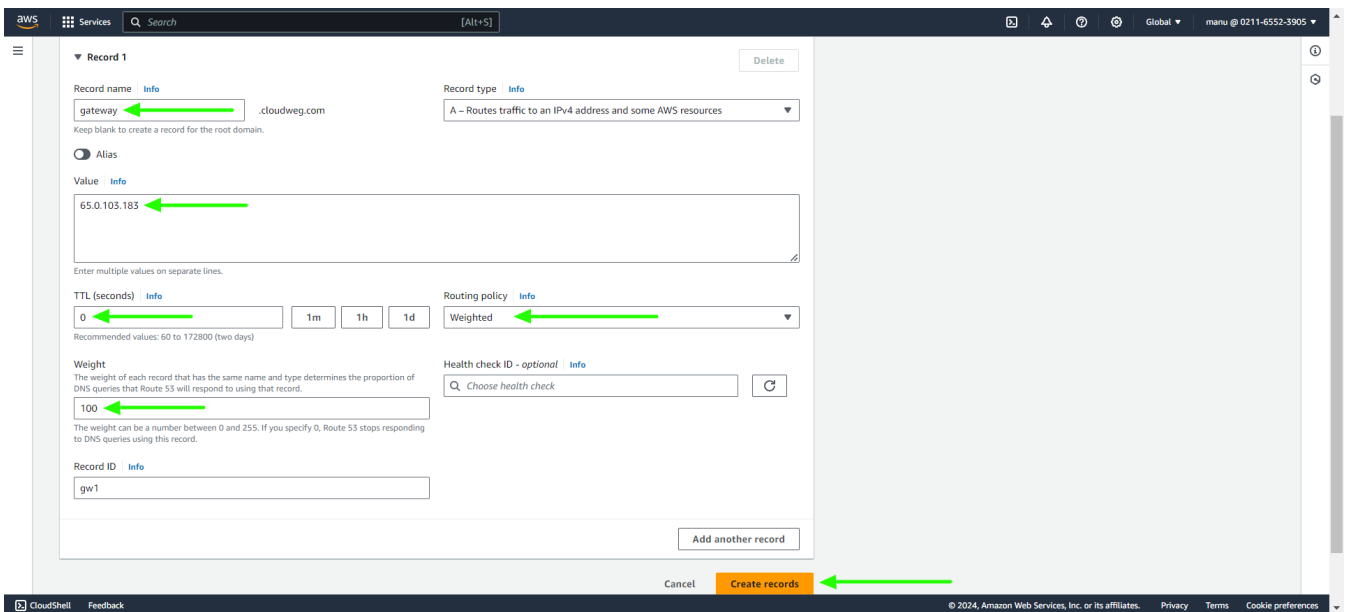 aws
Services
Search
[Alt+S]
Global
manu @ 0211-6552-3905
Record 1
Delete
Record name Info
Record type Info
gateway
.cloudweg.com
A – Routes traffic to an IPv4 address and some AWS resources
Keep blank to create a record for the root domain.
Alias
Value Info
65.0.103.183
Enter multiple values on separate lines.
TTL (seconds) Info
Routing policy Info
0
1m
1h
1d
Weighted
Recommended values: 60 to 172800 (two days)
Weight
Health check ID - optional Info
The weight of each record that has the same name and type determines the proportion of
DNS queries that Route 53 will respond to using that record.
Choose health check
100
The weight can be a number between 0 and 255. If you specify 0, Route 53 stops responding
to DNS queries using this record.
Record ID Info
gw1
Add another record
Cancel
Create records
CloudShell
Feedback
© 2024, Amazon Web Services, Inc. or its affiliates.
Privacy
Terms
Cookie preferences